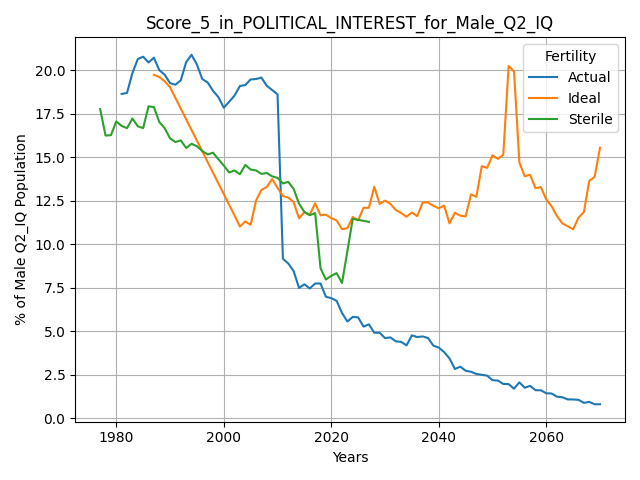 Score_5_in_POLITICAL_INTEREST_for_Male_Q2_IQ
Fertility
Actual
Ideal
Sterile
% of Male Q2_IQ Population
20.0
17.5
15.0
12.5
10.0
7.5
5.0
2.5
0.0
1980 2000 2020 2040 2060
Years